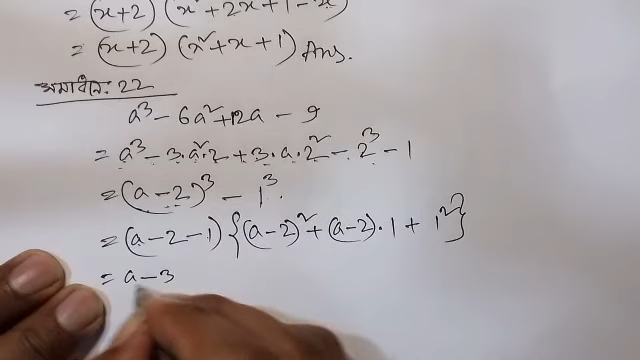 = (x+2) (x²+2x+1-x)
= (x+2) (x²+x+1) Ans.
সমাধান: 22
a³ - 6a² + 12a - 9
= a³ - 3·a²·2 + 3·a·2² - 2³ - 1
= (a-2)³ - 1³.
= (a-2-1) {(a-2)² + (a-2)·1 + 1²}
= a-3